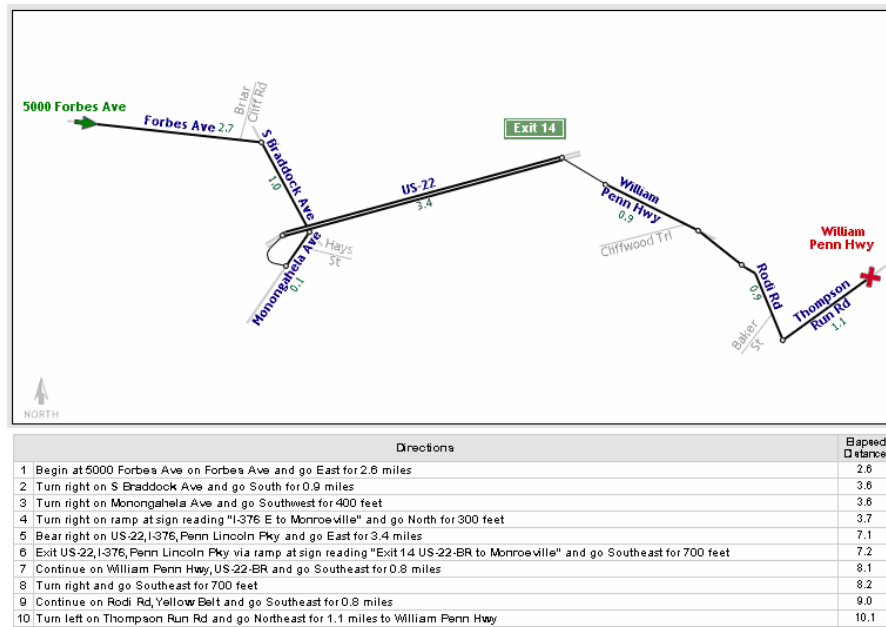 5000 Forbes Ave
Forbes Ave 2.7
Briar
Cliff Rd
S Braddock Ave
1.0
Exit 14
US-22
3.4
William
Penn Hwy
0.9
Cliffwood Trl
William
Penn Hwy
Hays
St
Monongahela Ave
0.1
Rodi Rd
0.9
Thompson
Run Rd
1.1
Baker
St
NORTH
Directions Elapsed
Distance
1 Begin at 5000 Forbes Ave on Forbes Ave and go East for 2.6 miles 2.6
2 Turn right on S Braddock Ave and go South for 0.9 miles 3.6
3 Turn right on Monongahela Ave and go Southwest for 400 feet 3.6
4 Turn right on ramp at sign reading "I-376 E to Monroeville" and go North for 300 feet 3.7
5 Bear right on US-22,I-376,Penn Lincoln Pky and go East for 3.4 miles 7.1
6 Exit US-22,I-376,Penn Lincoln Pky via ramp at sign reading "Exit 14 US-22-BR to Monroeville" and go Southeast for 700 feet 7.2
7 Continue on William Penn Hwy,US-22-BR and go Southeast for 0.8 miles 8.1
8 Turn right and go Southeast for 700 feet 8.2
9 Continue on Rodi Rd,Yellow Belt and go Southeast for 0.8 miles 9.0
10 Turn left on Thompson Run Rd and go Northeast for 1.1 miles to William Penn Hwy 10.1